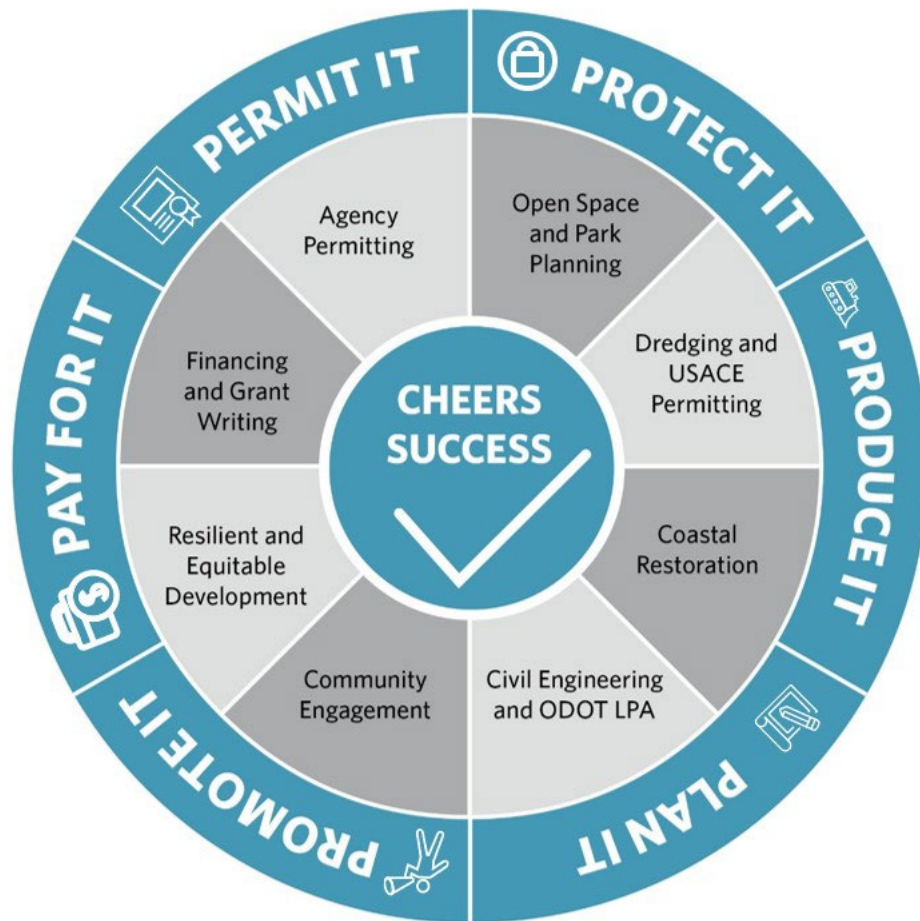 PERMIT IT
PROTECT IT
PRODUCE IT
PLAN IT
PROMOTE IT
PAY FOR IT
Agency
Permitting
Open Space
and Park
Planning
Dredging and
USACE
Permitting
Coastal
Restoration
Civil Engineering
and ODOT LPA
Community
Engagement
Resilient and
Equitable
Development
Financing
and Grant
Writing
CHEERS
SUCCESS
$